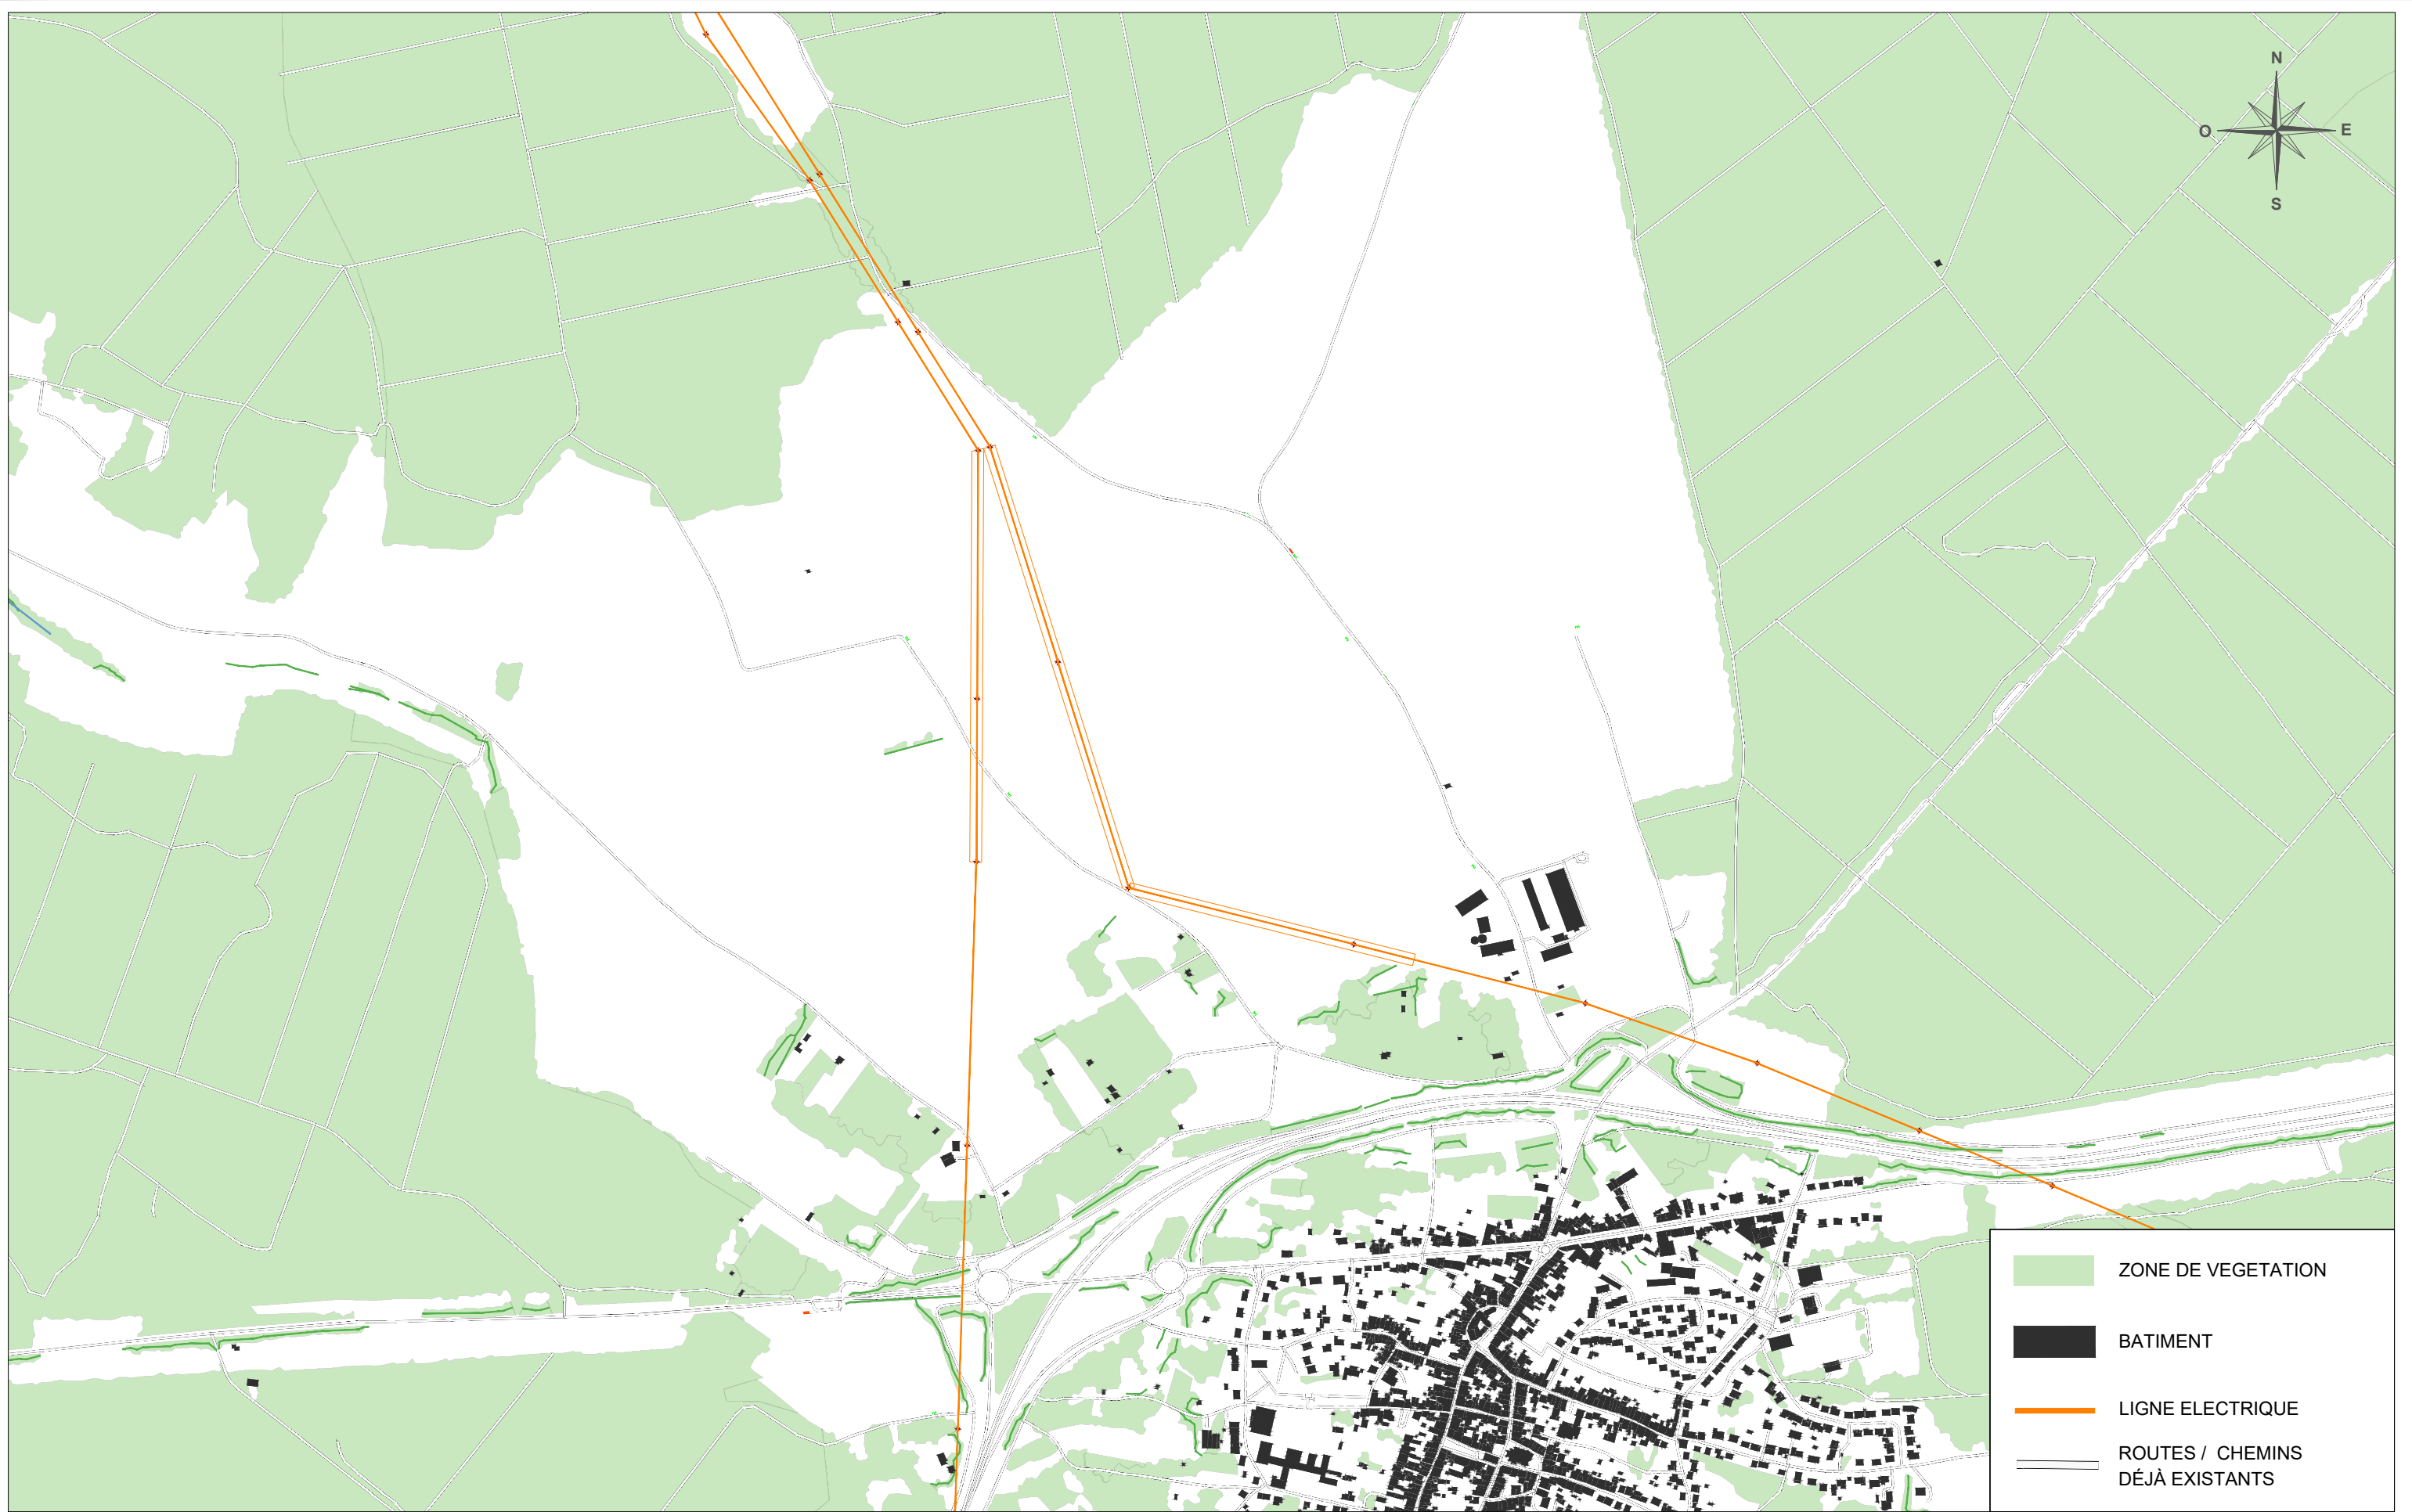 N
O
E
S
ZONE DE VEGETATION
BATIMENT
LIGNE ELECTRIQUE
ROUTES / CHEMINS
DÉJÀ EXISTANTS